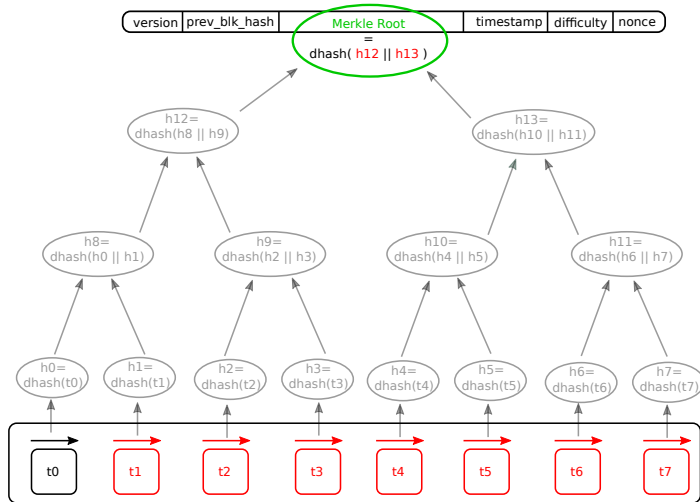 version prev_blk_hash Merkle Root timestamp difficulty nonce
=
dhash( h12 || h13 )
h12=
dhash(h8 || h9)
h13=
dhash(h10 || h11)
h8=
dhash(h0 || h1)
h9=
dhash(h2 || h3)
h10=
dhash(h4 || h5)
h11=
dhash(h6 || h7)
h0=
dhash(t0)
h1=
dhash(t1)
h2=
dhash(t2)
h3=
dhash(t3)
h4=
dhash(t4)
h5=
dhash(t5)
h6=
dhash(t6)
h7=
dhash(t7)
t0 t1 t2 t3 t4 t5 t6 t7